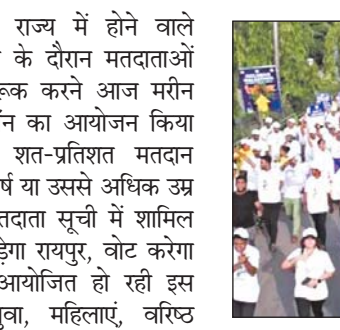 राज्य में होने वाले
के दौरान मतदाताओं
करने आज मरीन
का आयोजन किया
शत-प्रतिशत मतदान
या उससे अधिक उम्र
सूची में शामिल
रायपुर, वोट करेगा
आयोजित हो रही इस
महिलाएं, वरिष्ठ